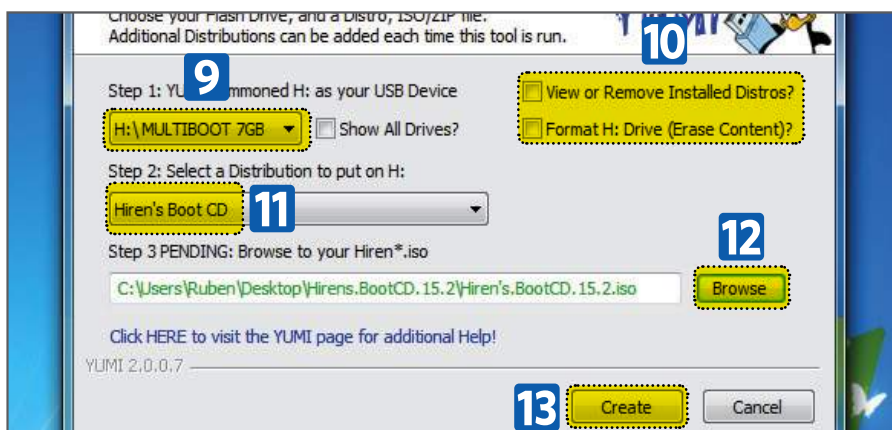 Choose your Flash Drive, and a Distro, ISO/ZIP file.
Additional Distributions can be added each time this tool is run.
10
9
Step 1: YU mmoned H: as your USB Device
View or Remove Installed Distros?
H:\MULTIBOOT 7GB
Show All Drives?
Format H: Drive (Erase Content)?
Step 2: Select a Distribution to put on H:
Hiren's Boot CD
11
12
Step 3 PENDING: Browse to your Hiren*.iso
C:\Users\Ruben\Desktop\Hirens.BootCD.15.2\Hiren's.BootCD.15.2.iso
Browse
Click HERE to visit the YUMI page for additional Help!
YUMI 2.0.0.7
13
Create
Cancel